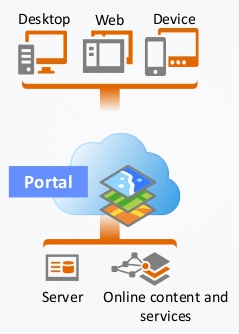 Desktop Web Device
Portal
Server Online content and
services